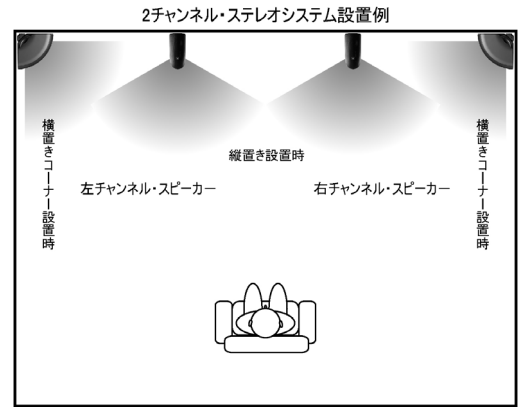 2チャンネル・ステレオシステム設置例
横置きコーナー設置時
縦置き設置時
横置きコーナー設置時
左チャンネル・スピーカー
右チャンネル・スピーカー